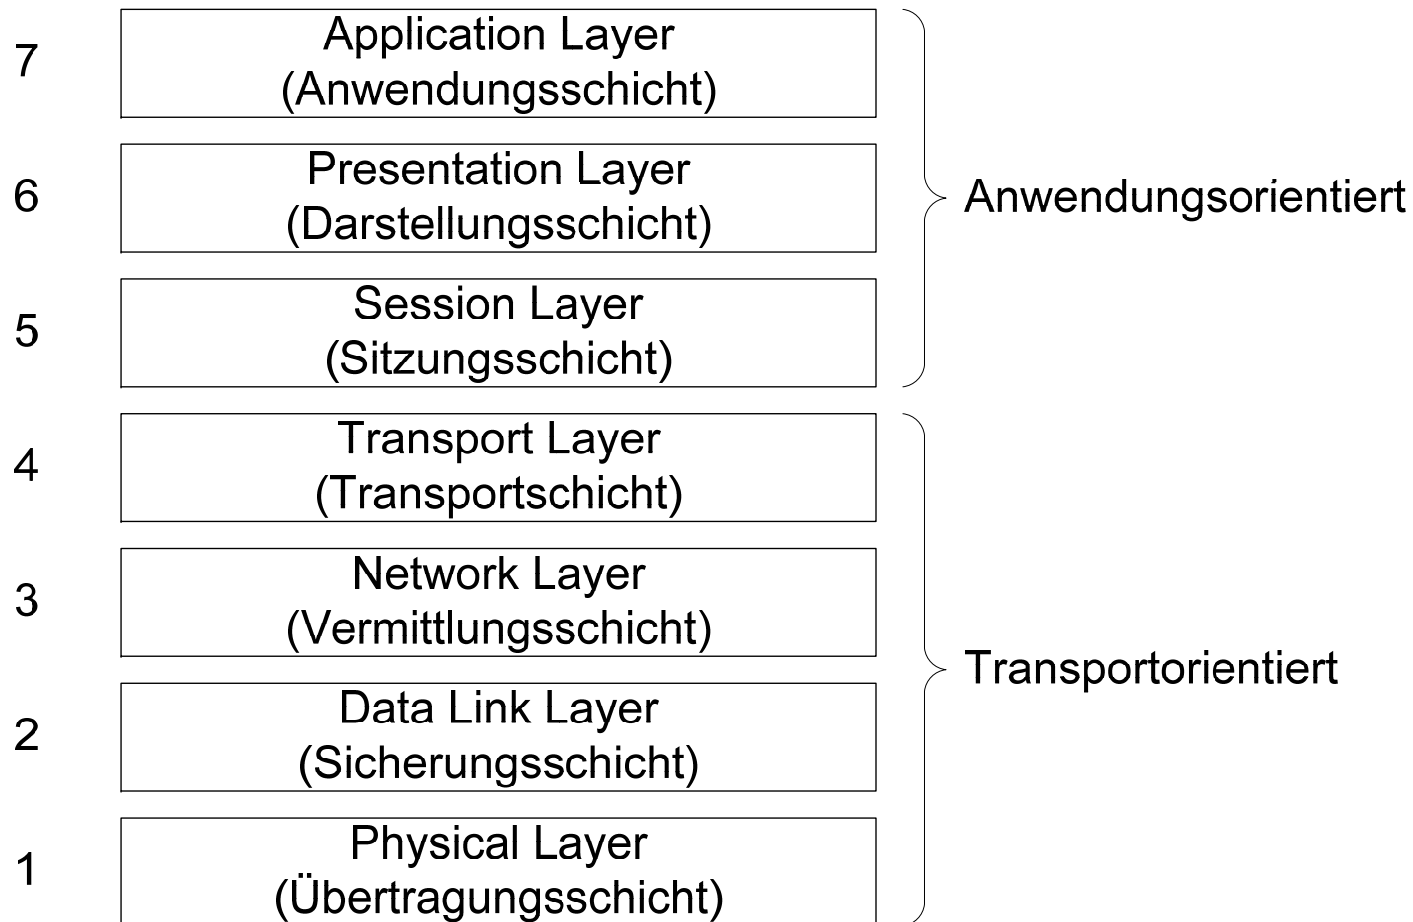 7
Application Layer
(Anwendungsschicht)
6
Presentation Layer
(Darstellungsschicht)
Anwendungsorientiert
5
Session Layer
(Sitzungsschicht)
4
Transport Layer
(Transportschicht)
3
Network Layer
(Vermittlungsschicht)
Transportorientiert
2
Data Link Layer
(Sicherungsschicht)
1
Physical Layer
(Übertragungsschicht)